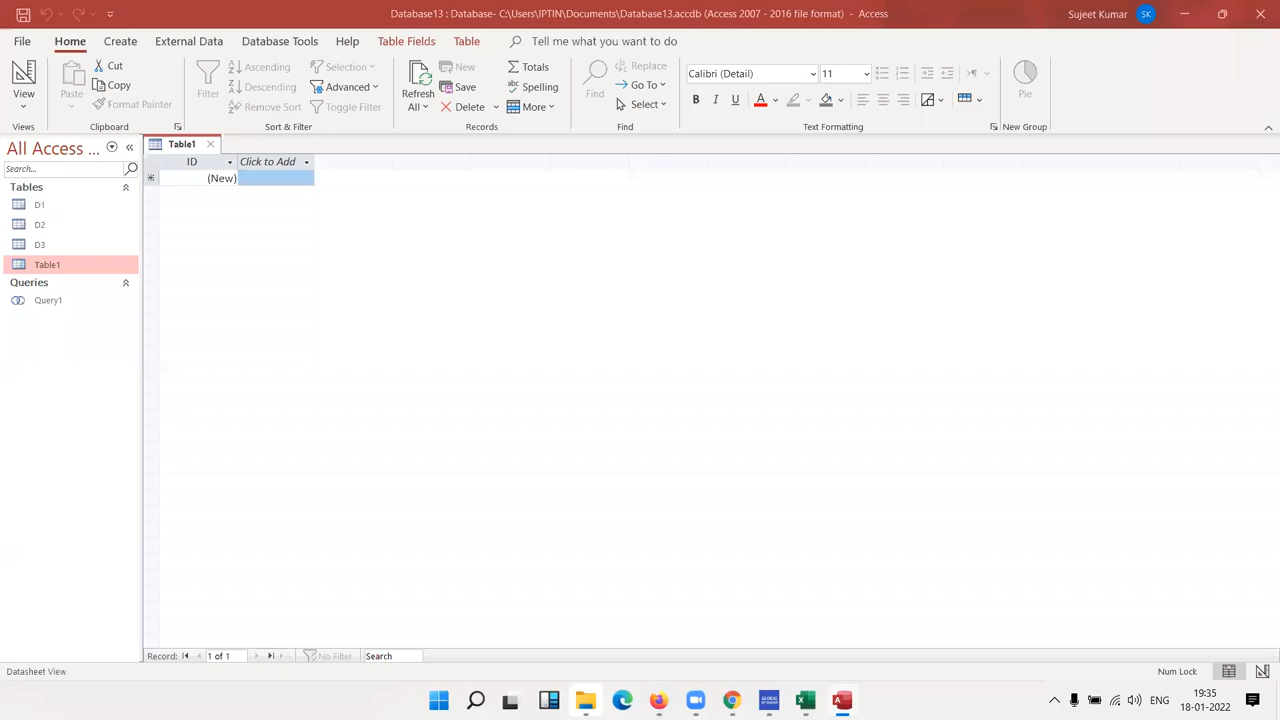 Database13 : Database- C:\Users\IPTIN\Documents\Database13.accdb (Access 2007 - 2016 file format) - Access
Sujeet Kumar SK
File Home Create External Data Database Tools Help Table Fields Table Tell me what you want to do
View
Views
Paste
Cut
Copy
Format Painter
Clipboard
Filter
Ascending
Descending
Remove Sort
Selection
Advanced
Toggle Filter
Sort & Filter
Refresh
All
New
Save
Delete
Totals
Spelling
More
Records
Find
Replace
Go To
Select
Find
Calibri (Detail) 11
B I U A
Text Formatting
Pie
New Group
All Access ...
Search...
Tables
D1
D2
D3
Table1
Queries
Query1
Table1
ID Click to Add
(New)
Record: 1 of 1 No Filter Search
Datasheet View Num Lock
GLOBAL
ENG
19:35
18-01-2022